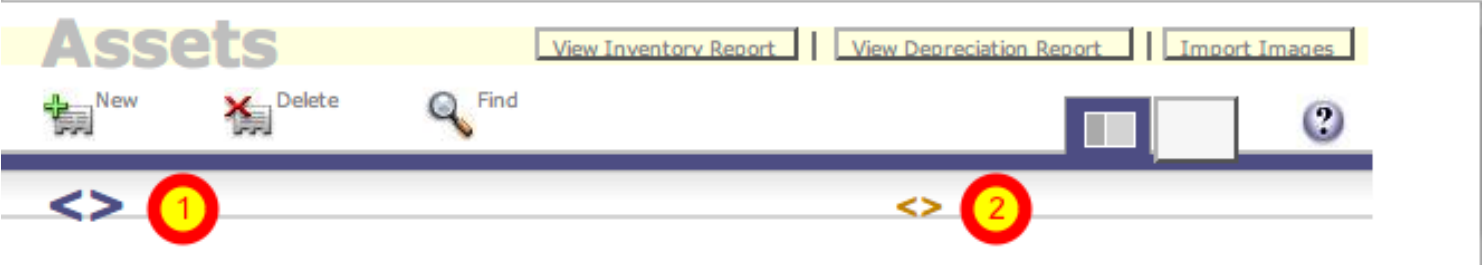 Assets
View Inventory Report | View Depreciation Report | Import Images
New Delete Find ?
<> 1 <> 2